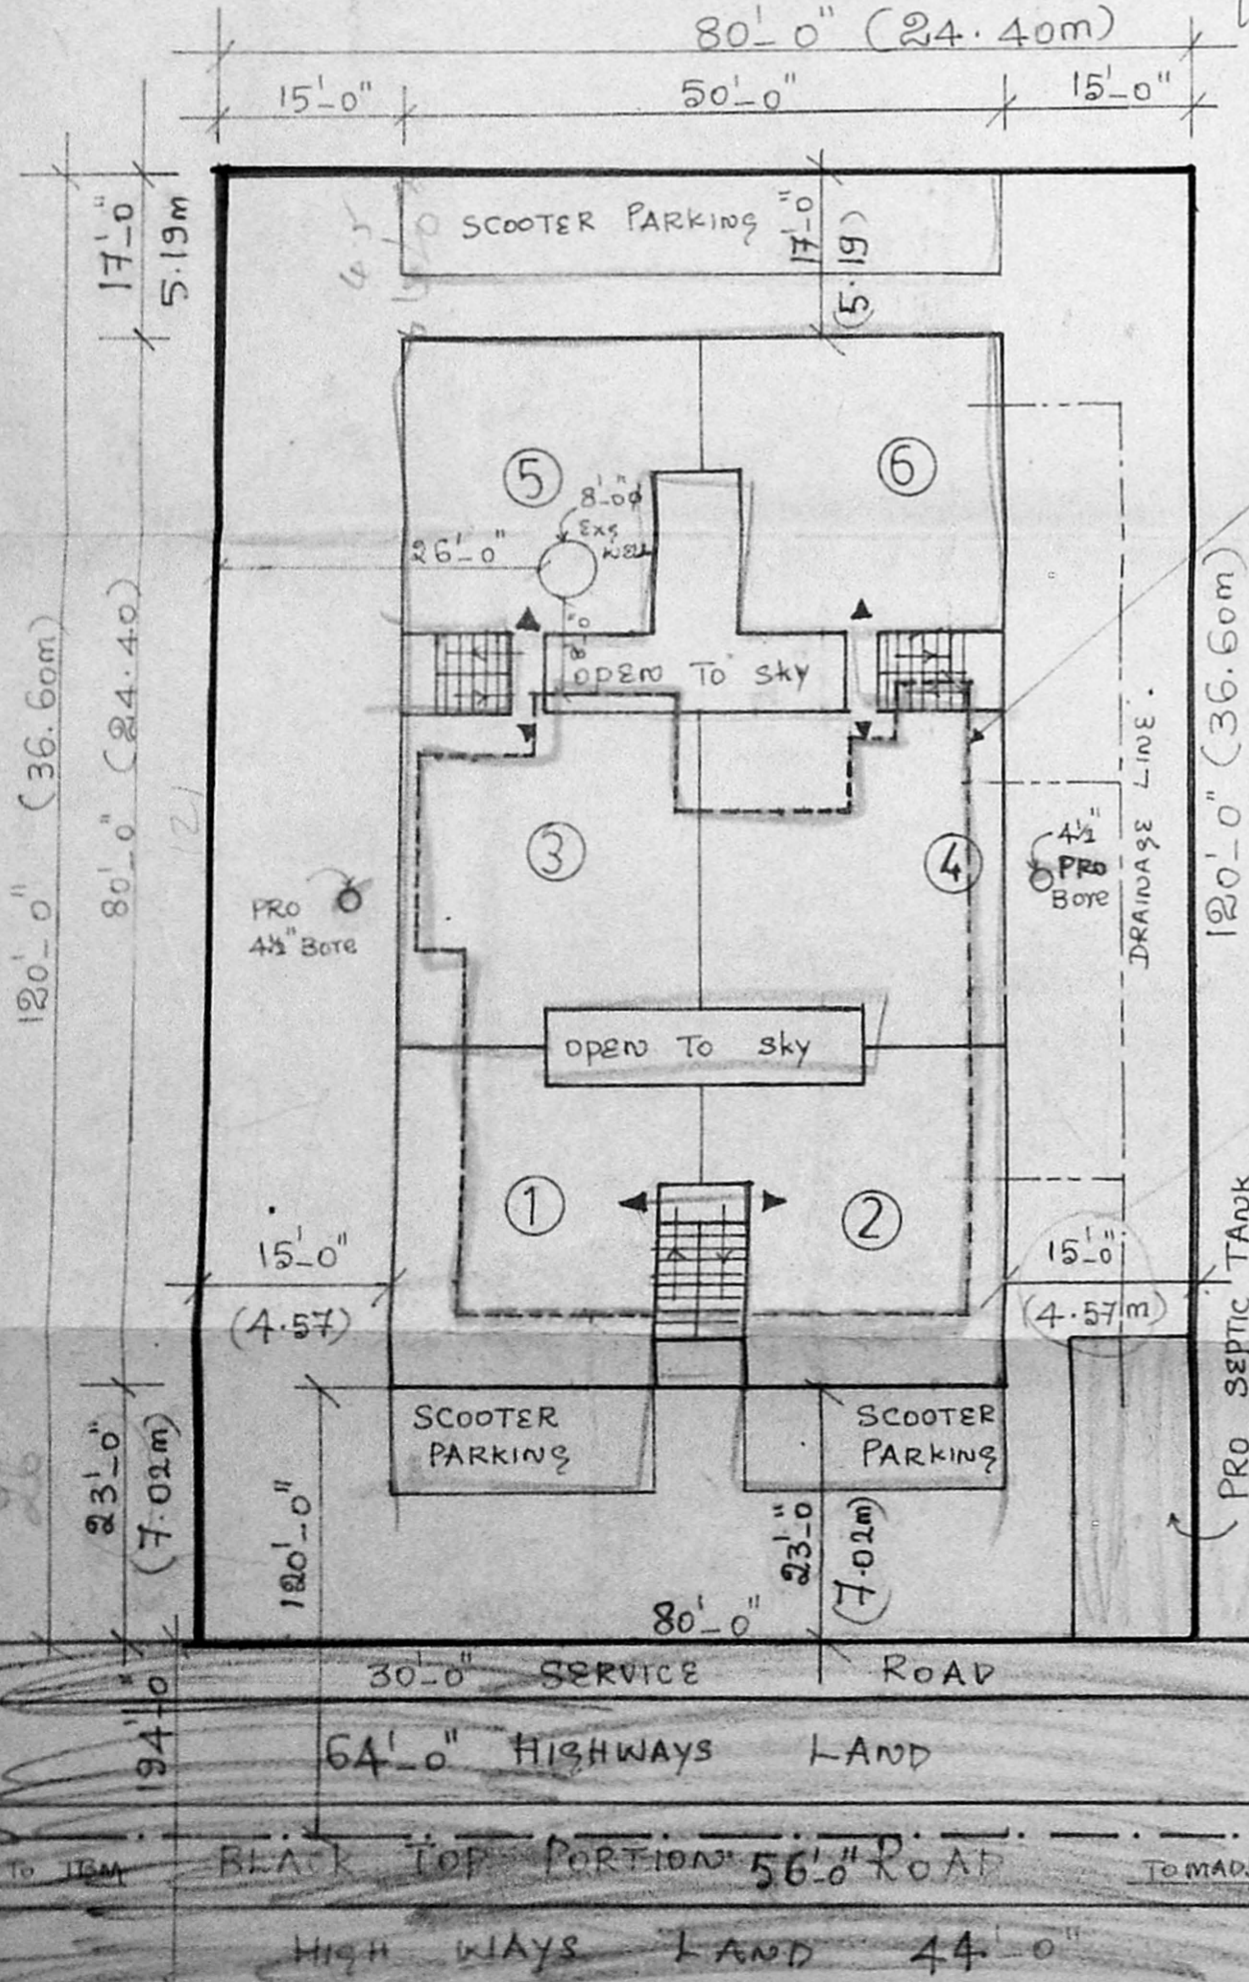 80'-0" (24.40m)
15'-0" 50'-0" 15'-0"
17'-0"
5.19m
SCOOTER PARKING
17'-0"
(5.19)
5
6
8'-0ø
Exg
WELL
26'-0"
8'-0"
OPEN TO SKY
120'-0" (36.60m)
80'-0" (24.40)
120'-0" (36.60m)
DRAINAGE LINE.
3
4
4½"
PRO
Bore
PRO
4½" Bore
OPEN TO SKY
1
2
15'-0"
(4.57)
15'-0"
(4.57m)
PRO SEPTIC TANK
SCOOTER
PARKING
SCOOTER
PARKING
23'-0"
(7.02m)
120'-0"
23'-0"
(7.02m)
80'-0"
30'-0" SERVICE ROAD
194'-0"
64'-0" HIGHWAYS LAND
BLACK TOP PORTION 56'-0" ROAD
HIGH WAYS LAND 44'-0"